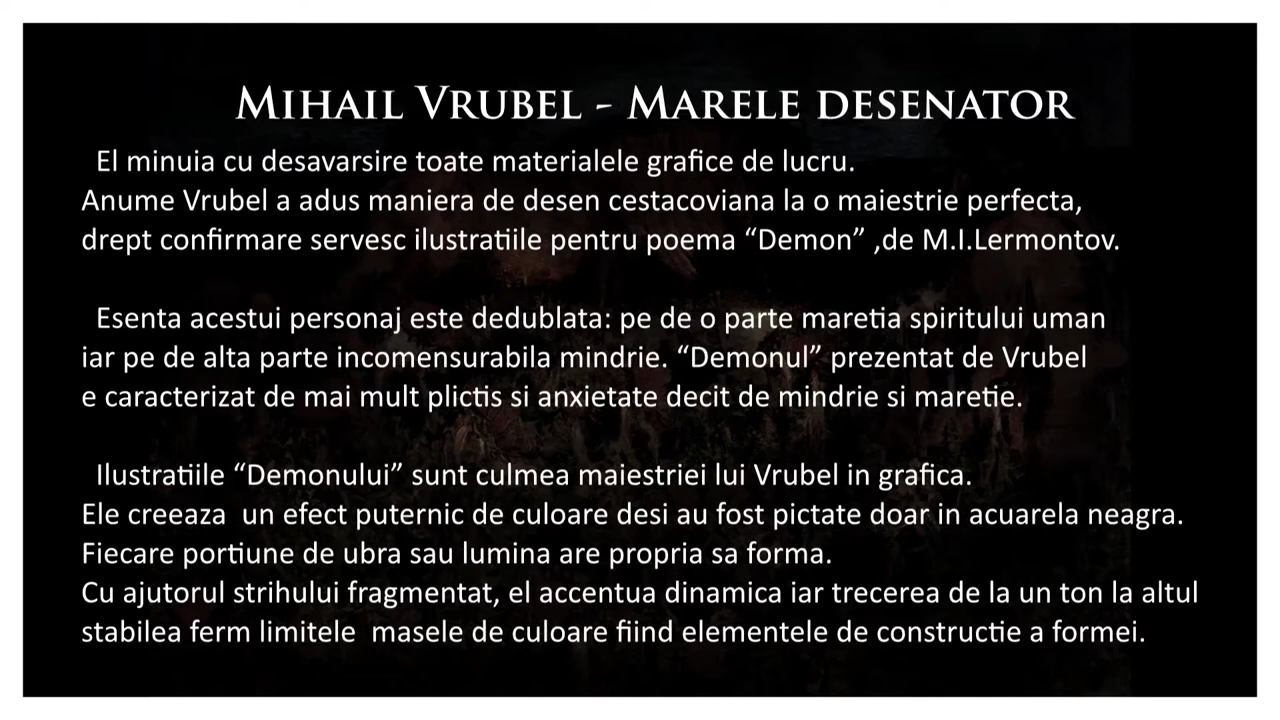 Mihail Vrubel - Marele desenator
El minuia cu desavarsire toate materialele grafice de lucru.
Anume Vrubel a adus maniera de desen cestacoviana la o maiestrie perfecta,
drept confirmare servesc ilustratiile pentru poema “Demon” ,de M.I.Lermontov.
Esenta acestui personaj este dedublata: pe de o parte maretia spiritului uman
iar pe de alta parte incomensurabila mindrie. “Demonul” prezentat de Vrubel
e caracterizat de mai mult plictis si anxietate decit de mindrie si maretie.
Ilustratiile “Demonului” sunt culmea maiestriei lui Vrubel in grafica.
Ele creeaza  un efect puternic de culoare desi au fost pictate doar in acuarela neagra.
Fiecare portiune de ubra sau lumina are propria sa forma.
Cu ajutorul strihului fragmentat, el accentua dinamica iar trecerea de la un ton la altul
stabilea ferm limitele  masele de culoare fiind elementele de constructie a formei.